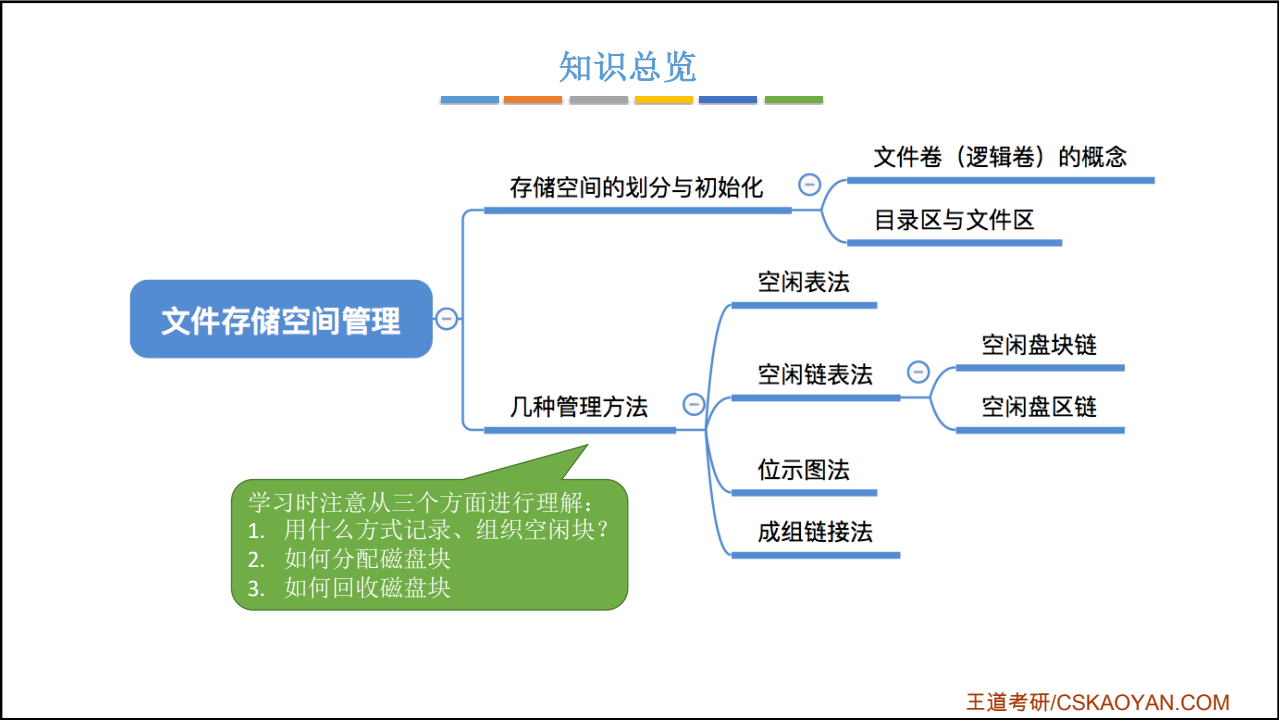 知识总览
文件存储空间管理
存储空间的划分与初始化
文件卷（逻辑卷）的概念
目录区与文件区
几种管理方法
空闲表法
空闲链表法
空闲盘块链
空闲盘区链
位示图法
成组链接法
学习时注意从三个方面进行理解：
1. 用什么方式记录、组织空闲块？
2. 如何分配磁盘块
3. 如何回收磁盘块
王道考研/CSKAOYAN.COM